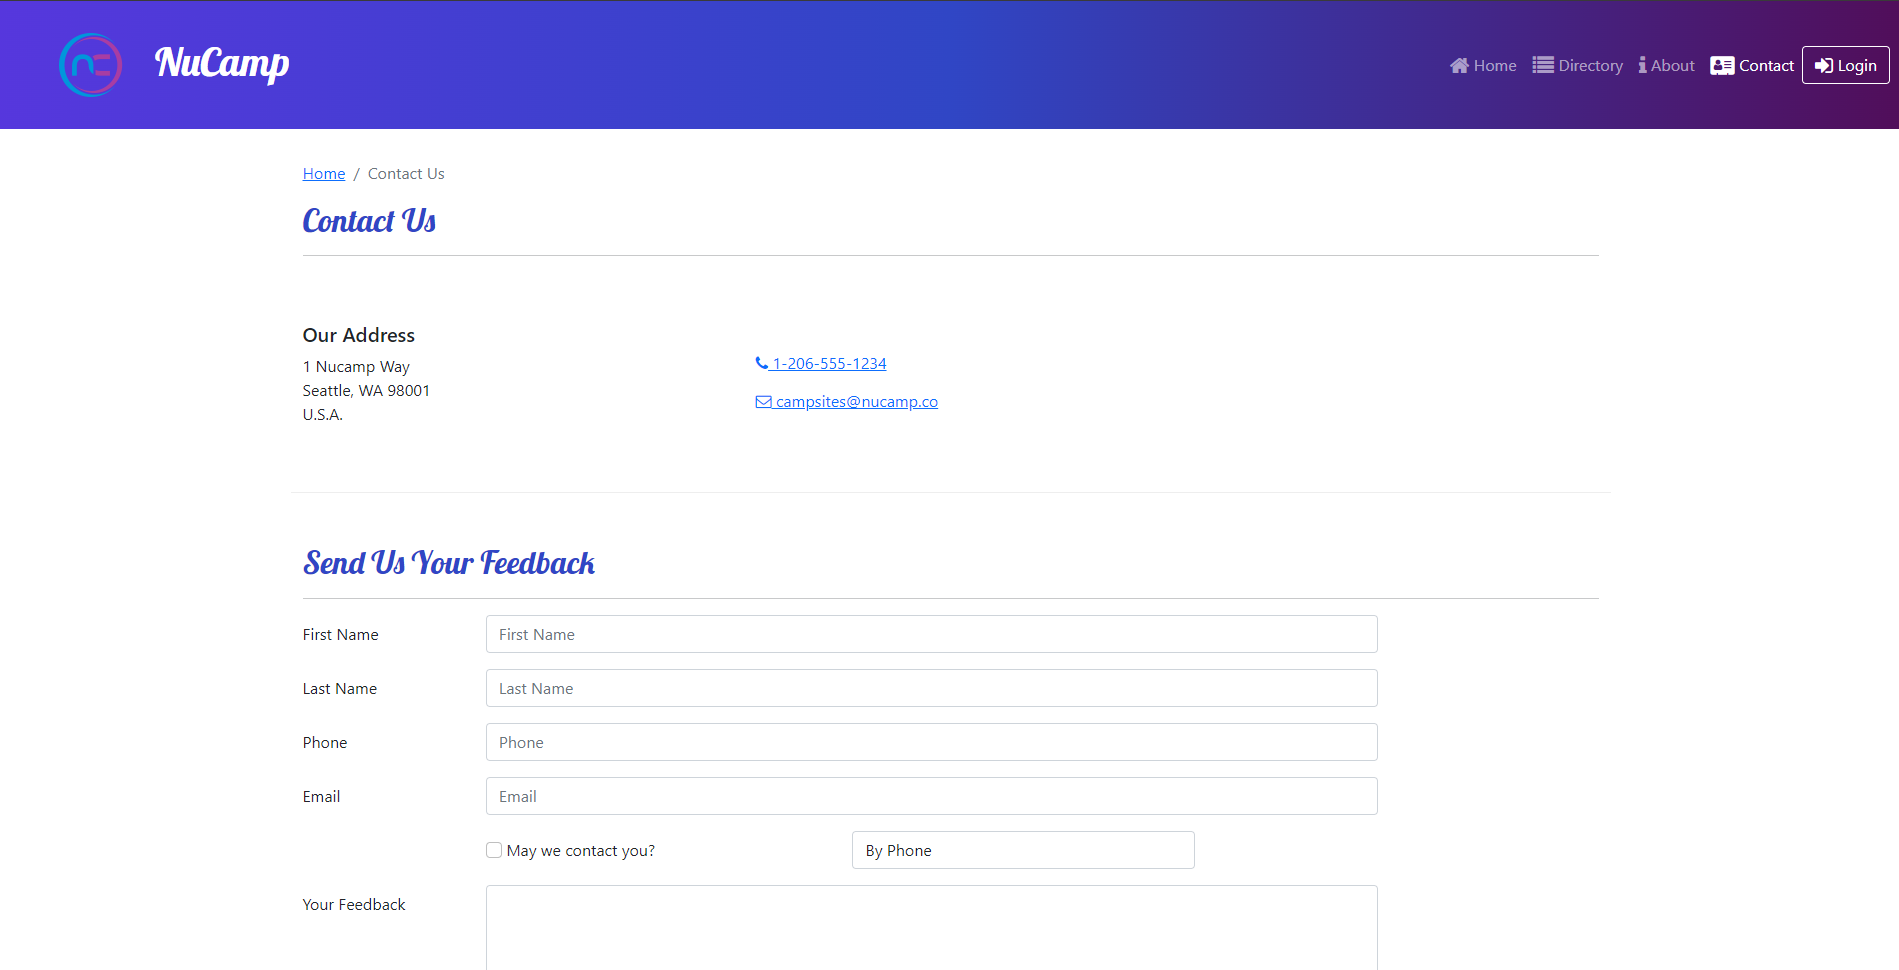 NuCamp
Home Directory About Contact Login
Home / Contact Us
Contact Us
Our Address
1 Nucamp Way
Seattle, WA 98001
U.S.A.
1-206-555-1234
campsites@nucamp.co
Send Us Your Feedback
First Name First Name
Last Name Last Name
Phone Phone
Email Email
May we contact you? By Phone
Your Feedback